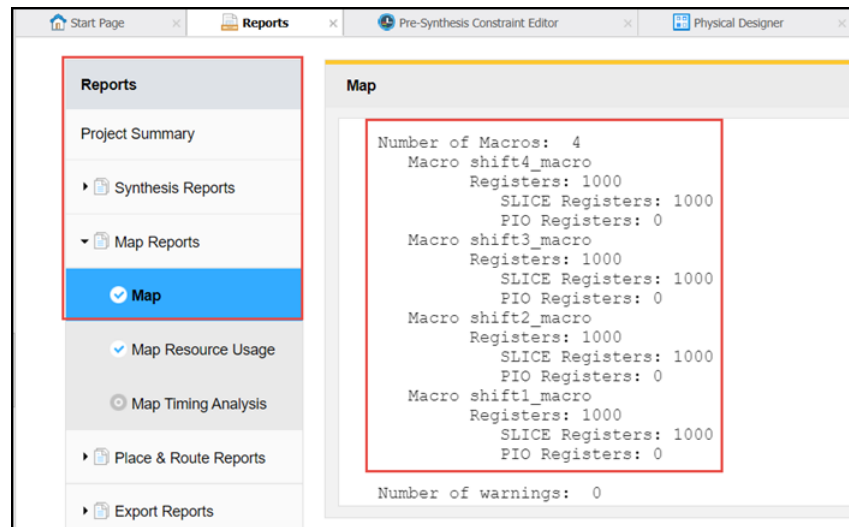 Start Page
Reports
Pre-Synthesis Constraint Editor
Physical Designer
Reports
Project Summary
Synthesis Reports
Map Reports
Map
Map Resource Usage
Map Timing Analysis
Place & Route Reports
Export Reports
Map
Number of Macros: 4
Macro shift4_macro
Registers: 1000
SLICE Registers: 1000
PIO Registers: 0
Macro shift3_macro
Registers: 1000
SLICE Registers: 1000
PIO Registers: 0
Macro shift2_macro
Registers: 1000
SLICE Registers: 1000
PIO Registers: 0
Macro shift1_macro
Registers: 1000
SLICE Registers: 1000
PIO Registers: 0
Number of warnings: 0